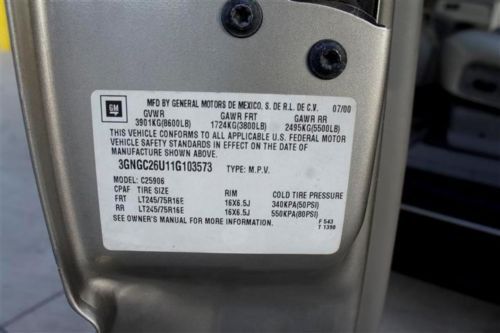 GM
MFD BY GENERAL MOTORS DE MEXICO, S. DE R.L. DE C.V. 07/00
GVWR GAWR FRT GAWR RR
3901KG(8600LB) 1724KG(3800LB) 2495KG(5500LB)
THIS VEHICLE CONFORMS TO ALL APPLICABLE U.S. FEDERAL MOTOR
VEHICLE SAFETY STANDARDS IN EFFECT ON THE DATE OF
MANUFACTURE SHOWN ABOVE.
3GNGC26U11G103573 TYPE: M.P.V.
MODEL: C25906
CPAF TIRE SIZE RIM COLD TIRE PRESSURE
FRT LT245/75R16E 16X6.5J 340KPA(50PSI)
RR LT245/75R16E 16X6.5J 550KPA(80PSI)
SEE OWNER'S MANUAL FOR MORE INFORMATION.
F 543
T 1390